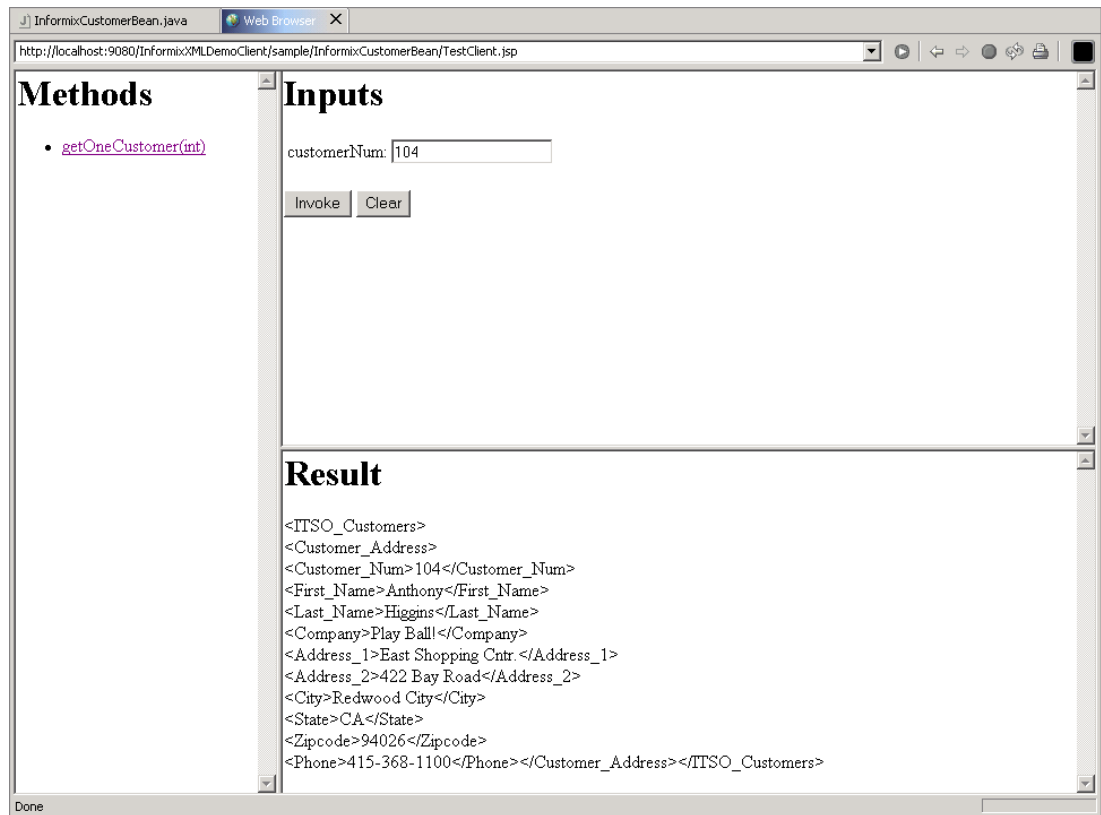 InformixCustomerBean.java
Web Browser
http://localhost:9080/InformixXMLDemoClient/sample/InformixCustomerBean/TestClient.jsp
Methods
getOneCustomer(int)
Inputs
customerNum: 104
Invoke Clear
Result
<ITSO_Customers>
<Customer_Address>
<Customer_Num>104</Customer_Num>
<First_Name>Anthony</First_Name>
<Last_Name>Higgins</Last_Name>
<Company>Play Ball!</Company>
<Address_1>East Shopping Cntr.</Address_1>
<Address_2>422 Bay Road</Address_2>
<City>Redwood City</City>
<State>CA</State>
<Zipcode>94026</Zipcode>
<Phone>415-368-1100</Phone></Customer_Address></ITSO_Customers>
Done